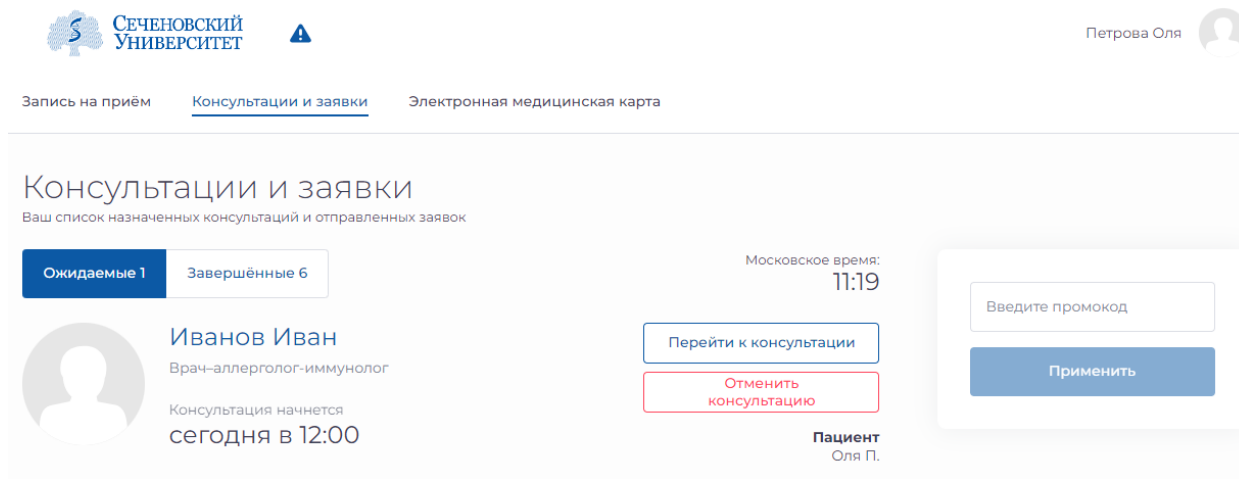 Сеченовский
Университет
Петрова Оля
Запись на приём
Консультации и заявки
Электронная медицинская карта
Консультации и заявки
Ваш список назначенных консультаций и отправленных заявок
Ожидаемые 1
Завершённые 6
Московское время:
11:19
Введите промокод
Применить
Иванов Иван
Врач–аллерголог-иммунолог
Консультация начнется
сегодня в 12:00
Перейти к консультации
Отменить
консультацию
Пациент
Оля П.